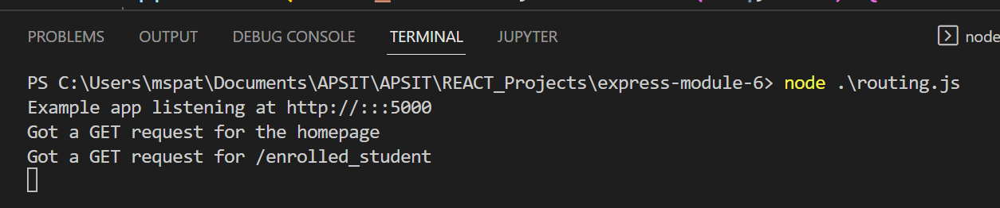 PROBLEMS OUTPUT DEBUG CONSOLE TERMINAL JUPYTER node
PS C:\Users\mspat\Documents\APSIT\APSIT\REACT_Projects\express-module-6> node .\routing.js
Example app listening at http://:::5000
Got a GET request for the homepage
Got a GET request for /enrolled_student